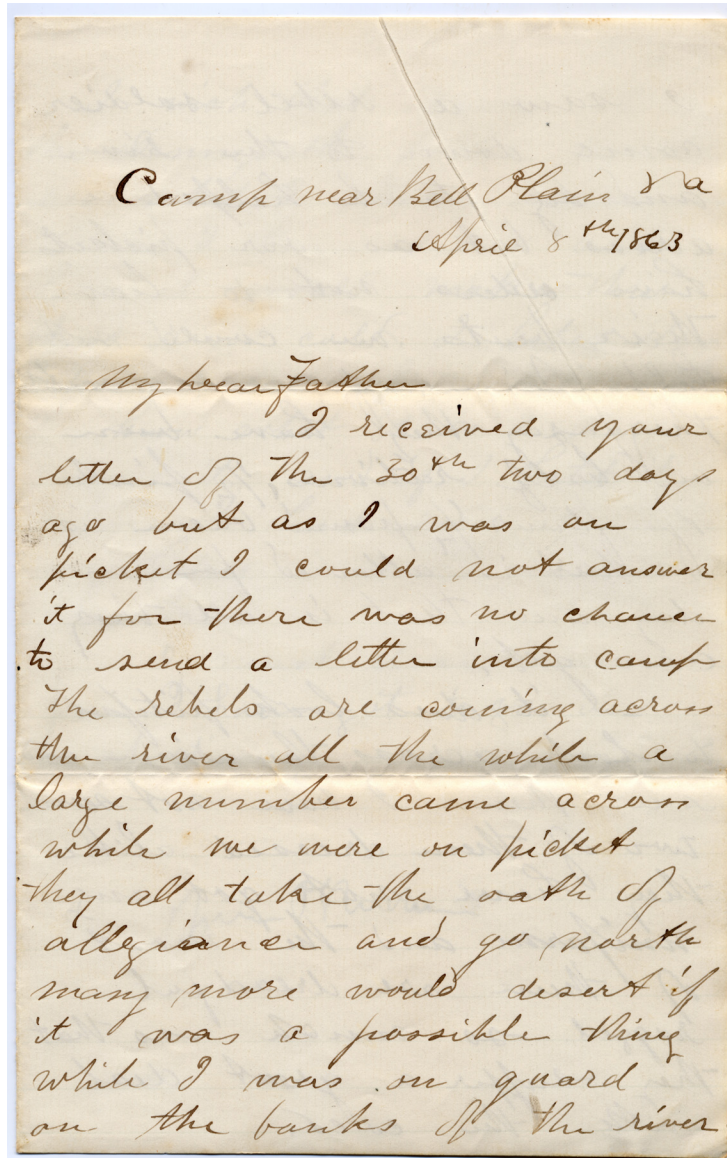 Camp near Bell Plain Va
April 8th 1863
My Dear Father
I received your
letter of the 30th two days
ago but as I was on
picket I could not answer
it for there was no chance
to send a letter into camp
The rebels are coming across
the river all the while a
large number came across
while we were on picket
they all take the oath of
allegiance and go north
many more would desert if
it was a possible thing
while I was on guard
on the banks of the river